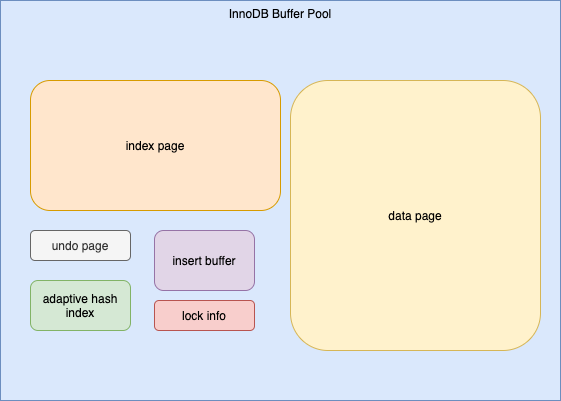 InnoDB Buffer Pool
index page
data page
undo page
insert buffer
adaptive hash
index
lock info